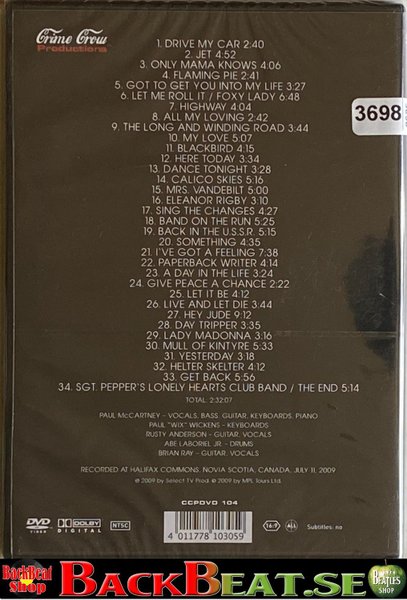 Crime Crow
Productions
3698
1. DRIVE MY CAR 2:40
2. JET 4:52
3. ONLY MAMA KNOWS 4:06
4. FLAMING PIE 2:41
5. GOT TO GET YOU INTO MY LIFE 3:27
6. LET ME ROLL IT / FOXY LADY 6:48
7. HIGHWAY 4:04
8. ALL MY LOVING 2:42
9. THE LONG AND WINDING ROAD 3:44
10. MY LOVE 5:07
11. BLACKBIRD 4:15
12. HERE TODAY 3:34
13. DANCE TONIGHT 3:28
14. CALICO SKIES 5:16
15. MRS. VANDEBILT 5:00
16. ELEANOR RIGBY 3:10
17. SING THE CHANGES 4:27
18. BAND ON THE RUN 5:25
19. BACK IN THE U.S.S.R. 5:15
20. SOMETHING 4:35
21. I'VE GOT A FEELING 7:38
22. PAPERBACK WRITER 4:14
23. A DAY IN THE LIFE 3:24
24. GIVE PEACE A CHANCE 2:22
25. LET IT BE 4:12
26. LIVE AND LET DIE 3:44
27. HEY JUDE 9:12
28. DAY TRIPPER 3:35
29. LADY MADONNA 3:16
30. MULL OF KINTYRE 5:33
31. YESTERDAY 3:18
32. HELTER SKELTER 4:12
33. GET BACK 5:56
34. SGT. PEPPER'S LONELY HEARTS CLUB BAND / THE END 5:14
TOTAL: 2:32:07
PAUL McCARTNEY - VOCALS, BASS, GUITAR, KEYBOARDS, PIANO
PAUL "WIX" WICKENS - KEYBOARDS
RUSTY ANDERSON - GUITAR, VOCALS
ABE LABORIEL JR. - DRUMS
BRIAN RAY - GUITAR, VOCALS
RECORDED AT HALIFAX COMMONS, NOVIA SCOTIA, CANADA, JULY 11, 2009
© 2009 by Select TV Prod. © 2009 by MPL Tours Ltd.
CCPDVD 104
DVD
VIDEO
DOLBY
DIGITAL
NTSC
4 011778 103059
16:9
ALL
Subtitles: no
BackBeat
Shop
BACKBEAT.SE
BEATLES
SHOP